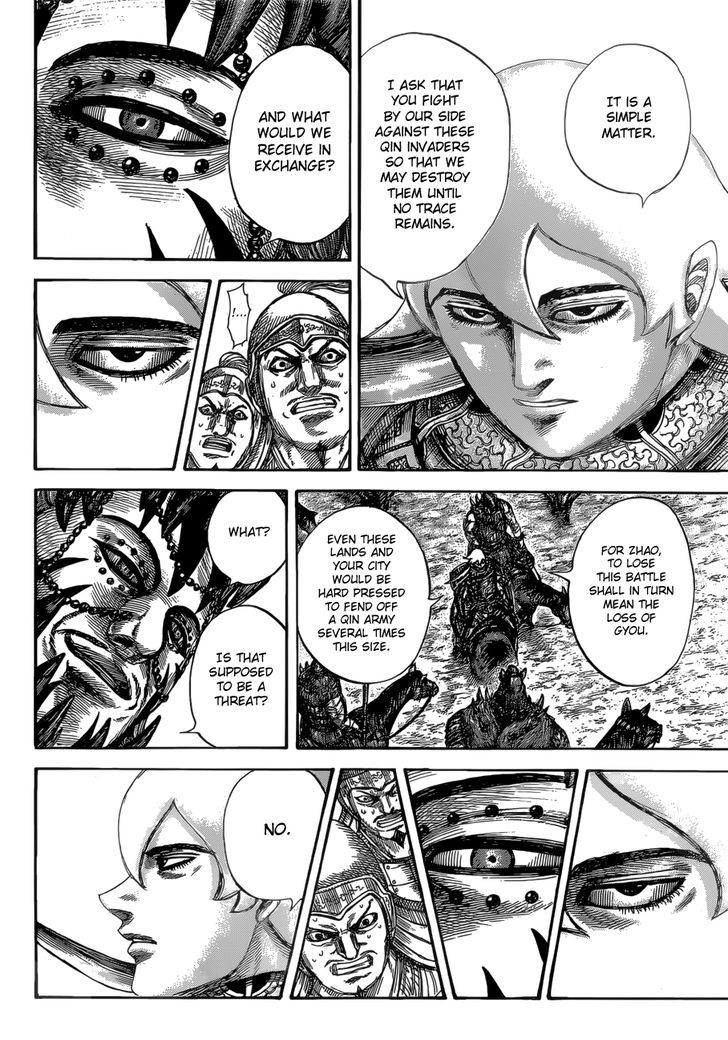 IT IS A
SIMPLE
MATTER.
I ASK THAT
YOU FIGHT
BY OUR SIDE
AGAINST THESE
QIN INVADERS
SO THAT WE
MAY DESTROY
THEM UNTIL
NO TRACE
REMAINS.
AND WHAT
WOULD WE
RECEIVE IN
EXCHANGE?
!...
FOR ZHAO,
TO LOSE
THIS BATTLE
SHALL IN TURN
MEAN THE
LOSS OF
GYOU.
EVEN THESE
LANDS AND
YOUR CITY
WOULD BE
HARD PRESSED
TO FEND OFF
A QIN ARMY
SEVERAL TIMES
THIS SIZE.
WHAT?
IS THAT
SUPPOSED
TO BE A
THREAT?
NO.